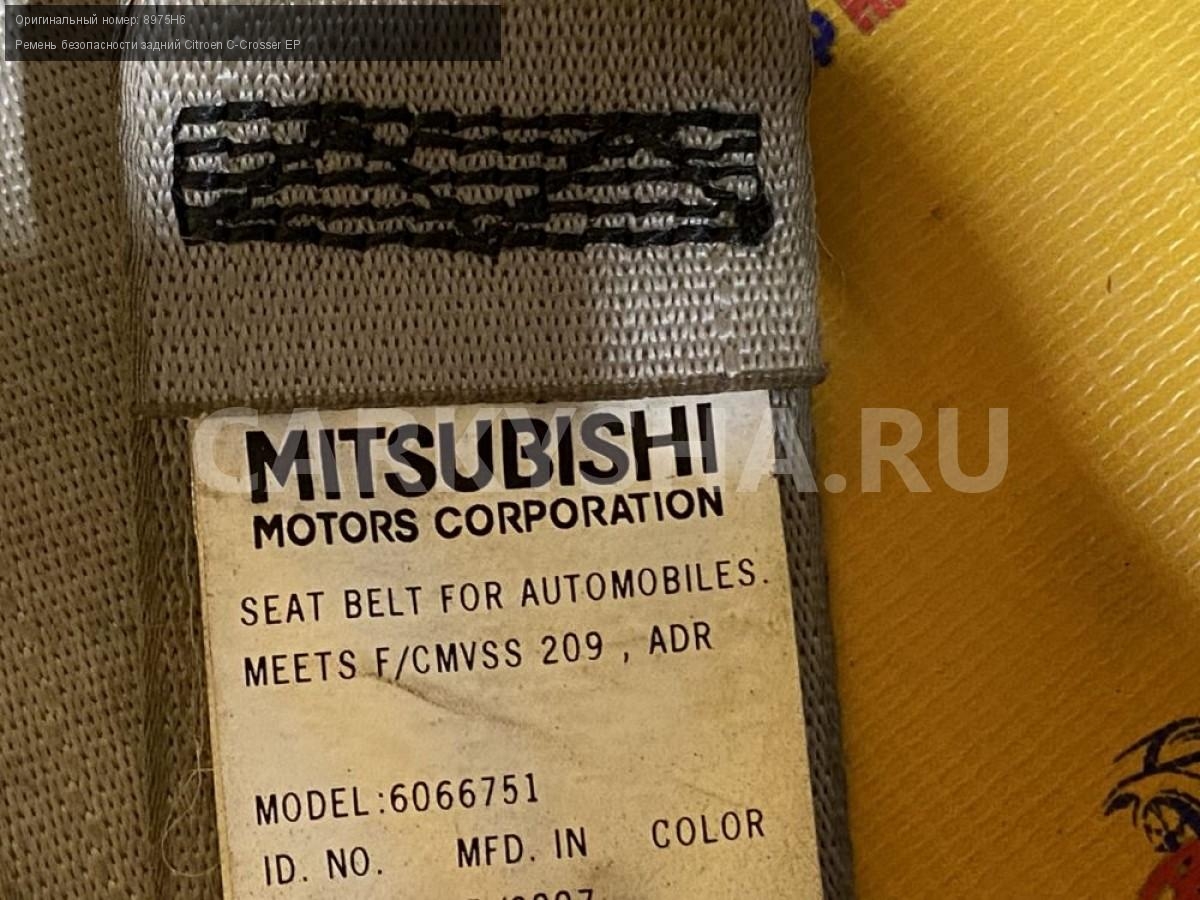 Оригинальный номер: 8975H6
Ремень безопасности задний Citroen C-Crosser EP
MITSUBISHI
MOTORS CORPORATION
SEAT BELT FOR AUTOMOBILES.
MEETS F/CMVSS 209 , ADR
MODEL:6066751
ID. NO. MFD. IN COLOR